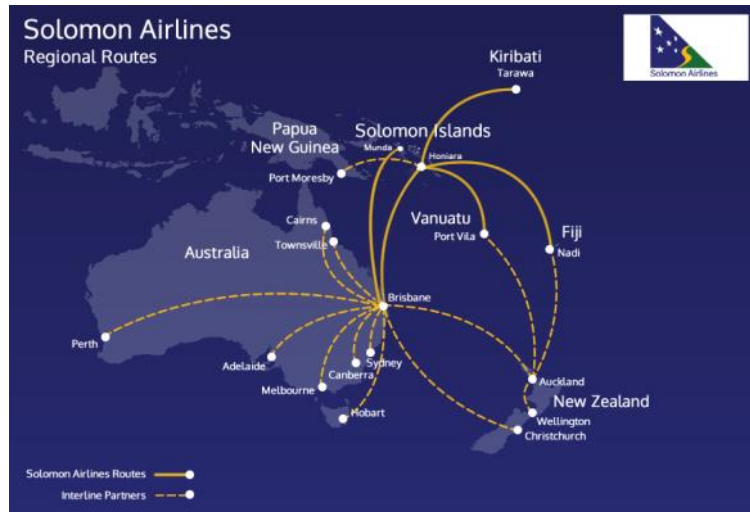 Solomon Airlines
Regional Routes
Solomon Airlines
Kiribati
Tarawa
Papua
New Guinea
Solomon Islands
Munda
Honiara
Port Moresby
Cairns
Townsville
Vanuatu
Port Vila
Fiji
Nadi
Australia
Brisbane
Perth
Adelaide
Sydney
Canberra
Melbourne
Hobart
Auckland
New Zealand
Wellington
Christchurch
Solomon Airlines Routes
Interline Partners